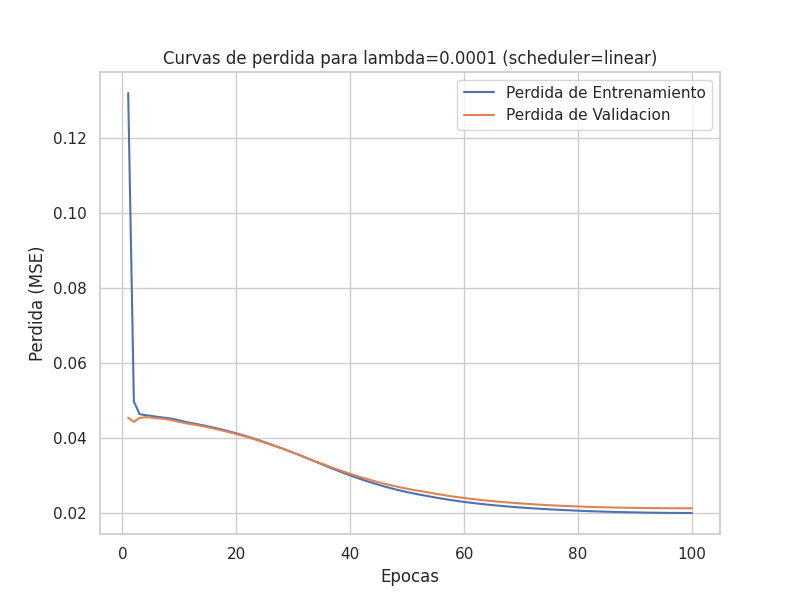 Curvas de perdida para lambda=0.0001 (scheduler=linear)
Perdida de Entrenamiento
Perdida de Validacion
Perdida (MSE)
0.12
0.10
0.08
0.06
0.04
0.02
0 20 40 60 80 100
Epocas